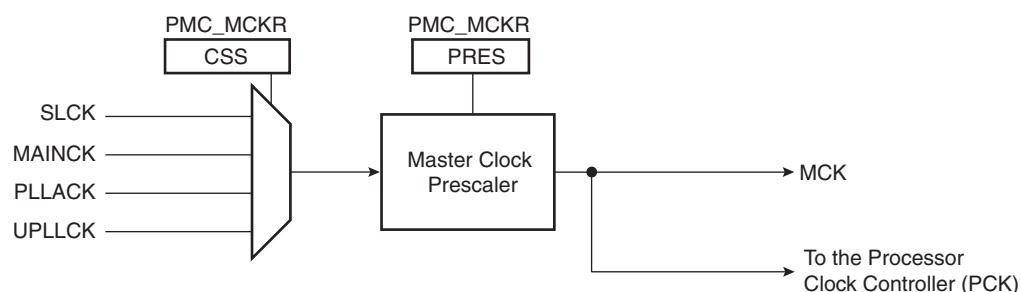 PMC_MCKR
PMC_MCKR
CSS
PRES
SLCK
MAINCK
PLLACK
UPLLCK
Master Clock
Prescaler
MCK
To the Processor
Clock Controller (PCK)